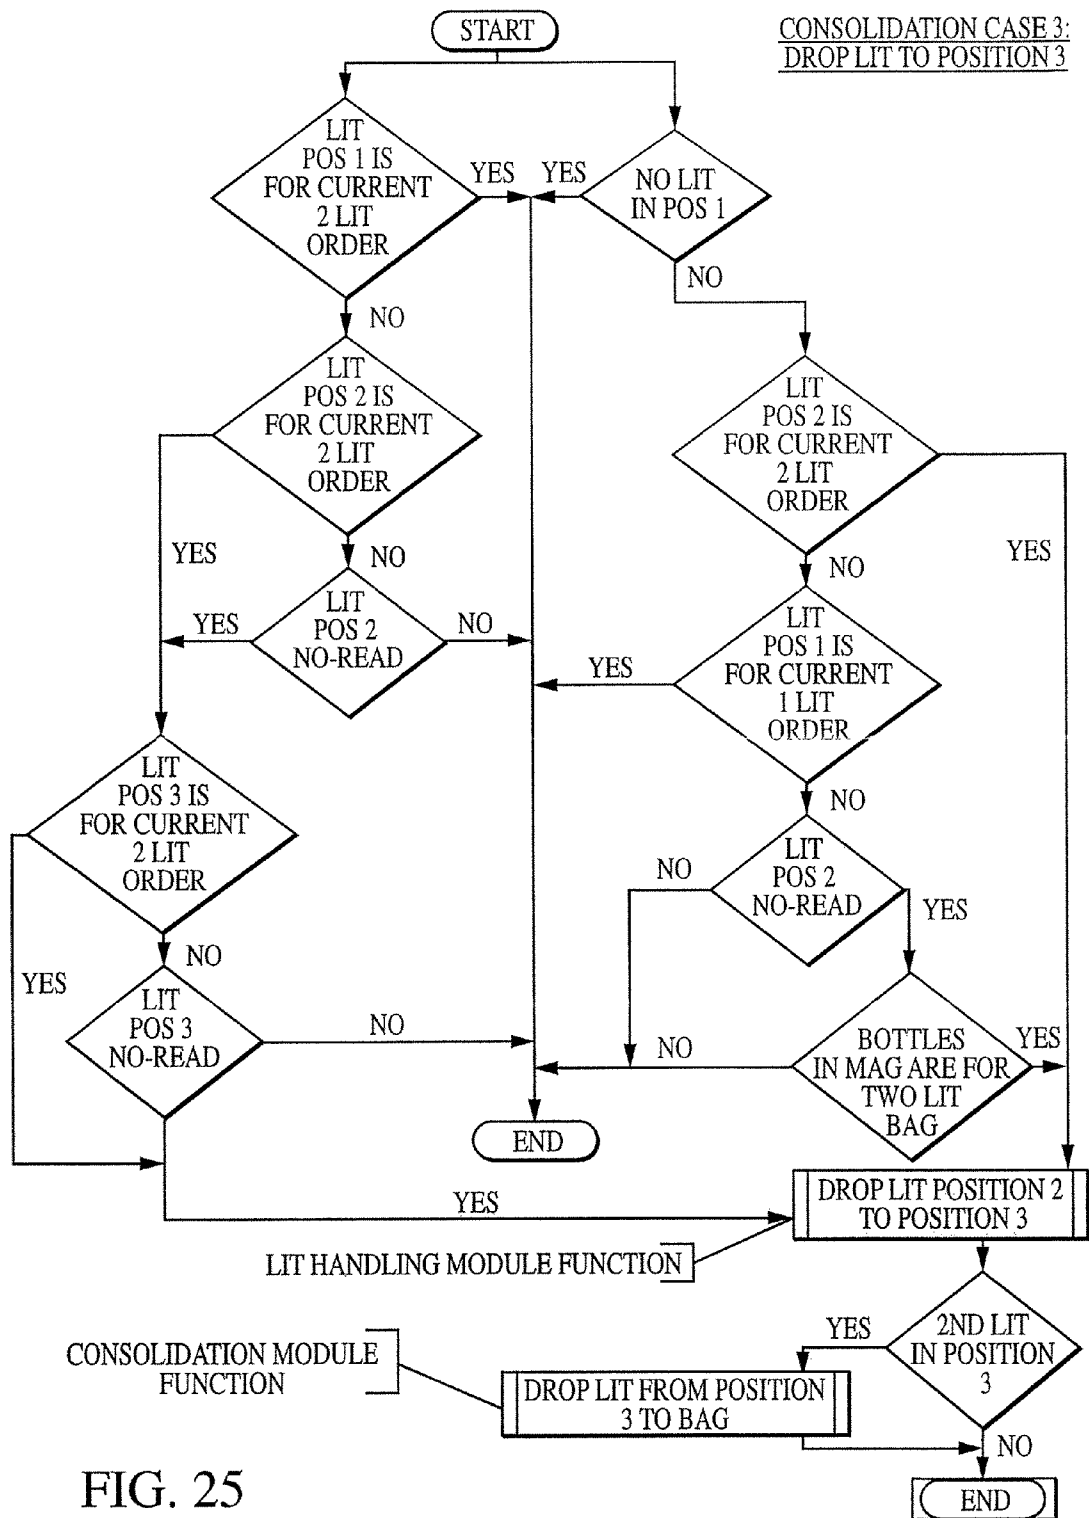 START
CONSOLIDATION CASE 3:
DROP LIT TO POSITION 3
LIT
POS 1 IS
FOR CURRENT
2 LIT
ORDER
YES
YES
NO LIT
IN POS 1
NO
NO
LIT
POS 2 IS
FOR CURRENT
2 LIT
ORDER
LIT
POS 2 IS
FOR CURRENT
2 LIT
ORDER
YES
NO
YES
NO
LIT
POS 2
NO-READ
YES
NO
LIT
POS 1 IS
FOR CURRENT
1 LIT
ORDER
YES
NO
LIT
POS 3 IS
FOR CURRENT
2 LIT
ORDER
LIT
POS 2
NO-READ
NO
YES
NO
YES
LIT
POS 3
NO-READ
NO
NO
BOTTLES
IN MAG ARE FOR
TWO LIT
BAG
YES
END
YES
DROP LIT POSITION 2
TO POSITION 3
LIT HANDLING MODULE FUNCTION
2ND LIT
IN POSITION
3
YES
CONSOLIDATION MODULE
FUNCTION
DROP LIT FROM POSITION
3 TO BAG
NO
END
FIG. 25